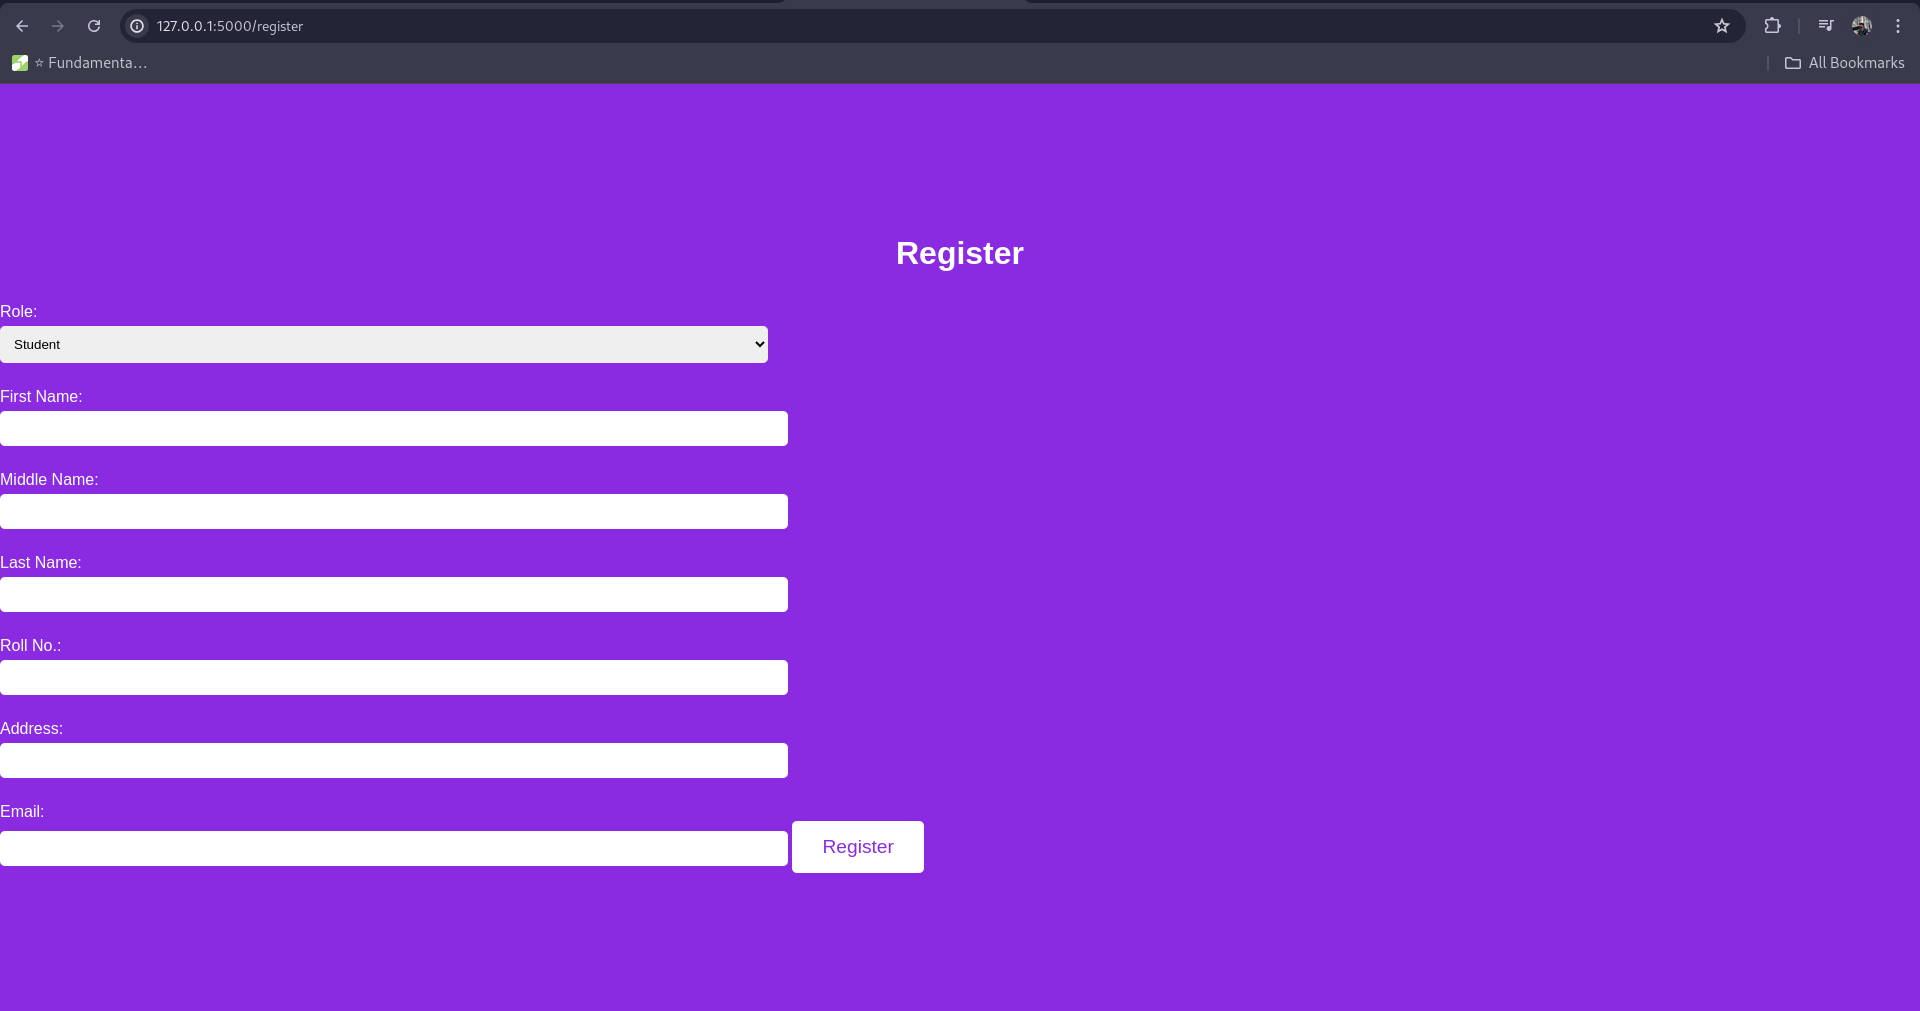 127.0.0.1:5000/register
☆ Fundamenta...
All Bookmarks
Register
Role:
Student
First Name:
Middle Name:
Last Name:
Roll No.:
Address:
Email:
Register